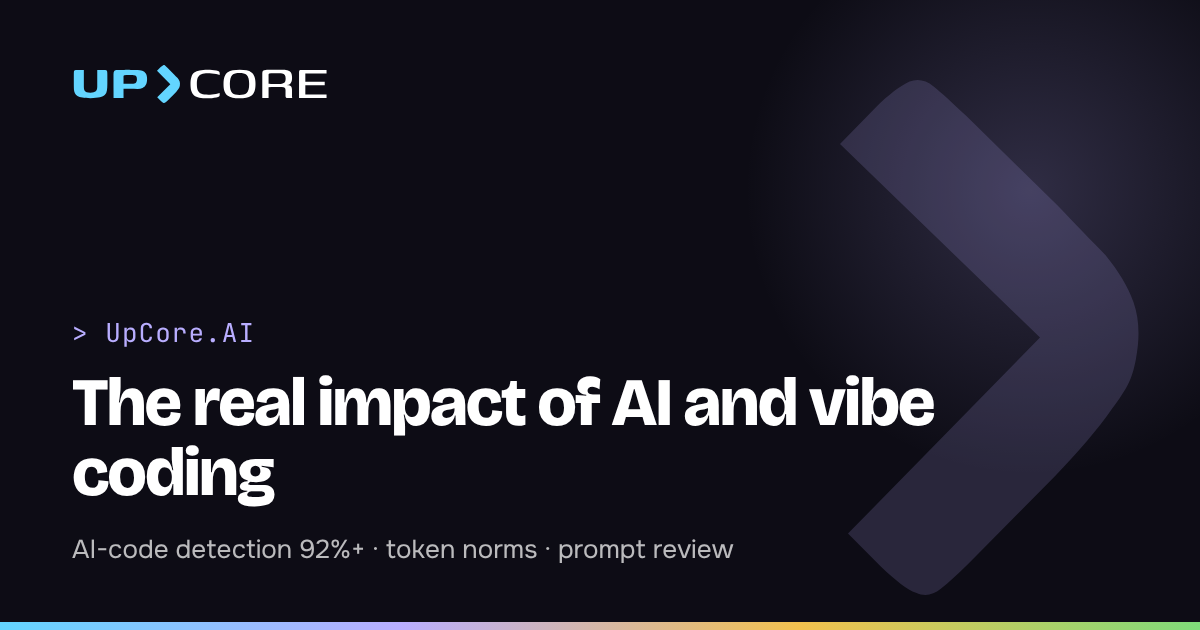 UP>CORE
> UpCore.AI
The real impact of AI and vibe
coding
AI-code detection 92%+ · token norms · prompt review